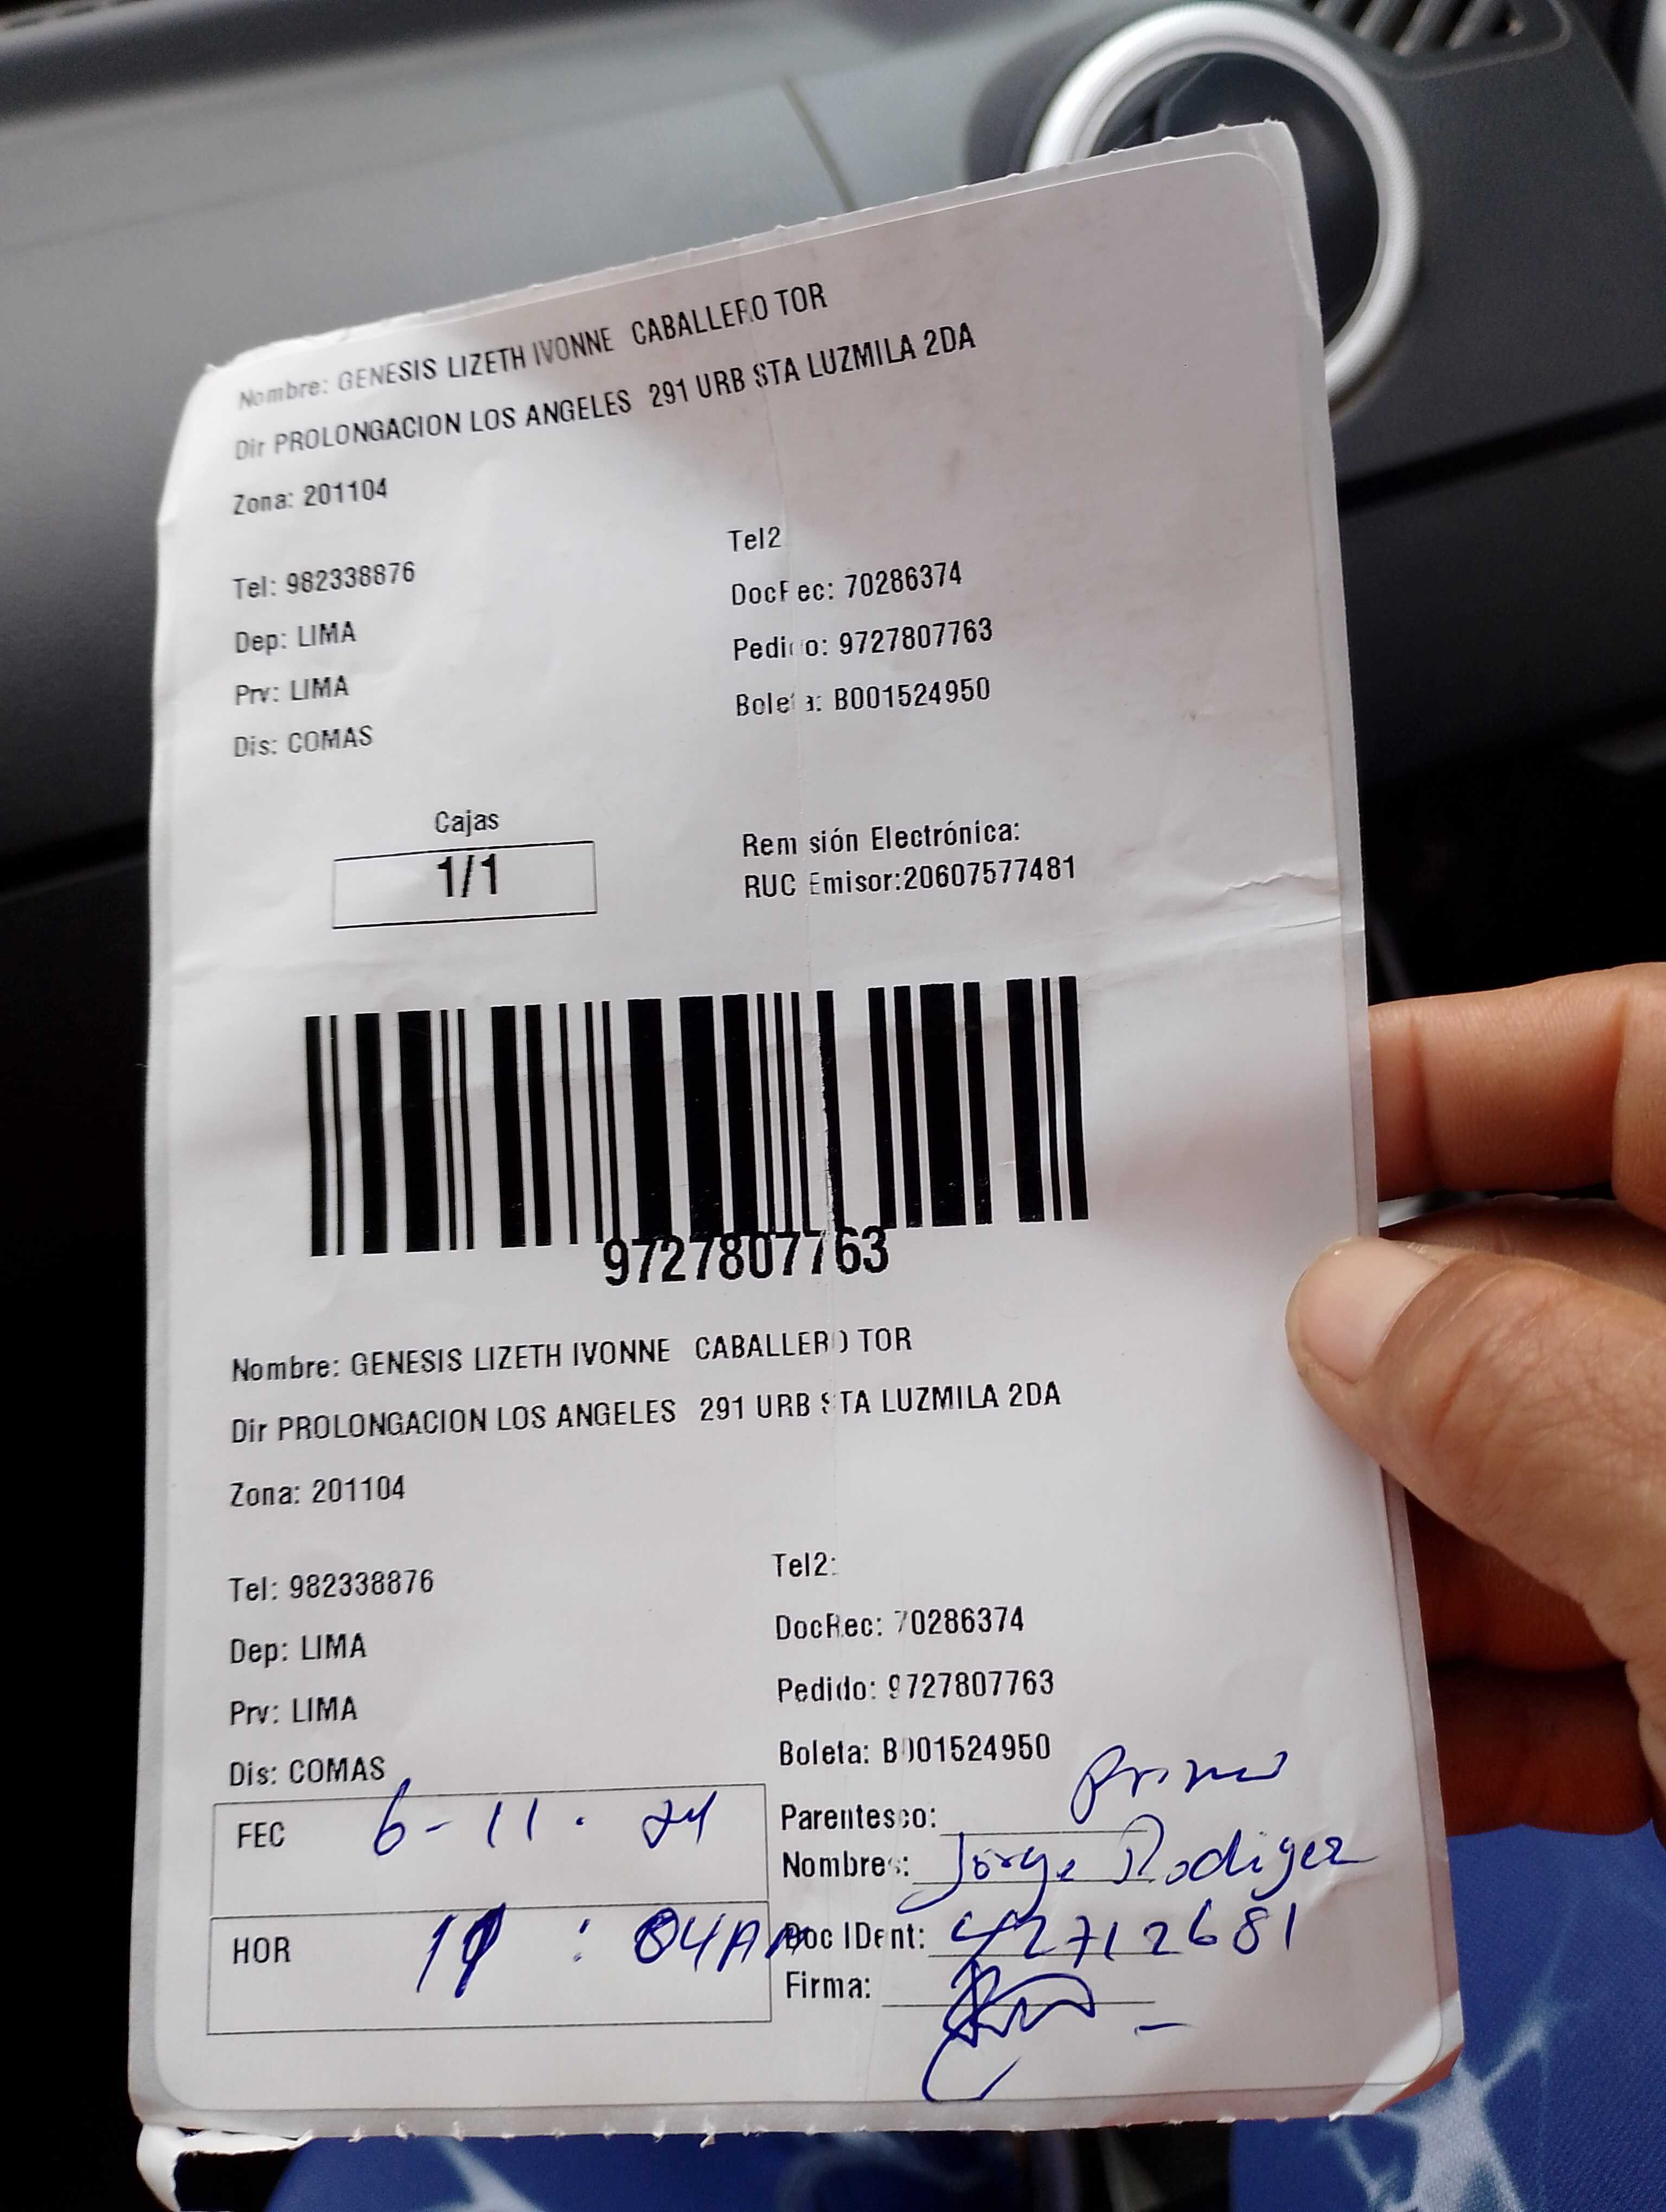 Nombre: GENESIS LIZETH IVONNE CABALLERO TOR
Dir PROLONGACION LOS ANGELES 291 URB STA LUZMILA 2DA
Zona: 201104
Tel2
Tel: 982338876
DocRec: 70286374
Dep: LIMA
Pedido: 9727807763
Prv: LIMA
Boleta: B001524950
Dis: COMAS
Cajas
1/1
Remisión Electrónica:
RUC Emisor:20607577481
9727807763
Nombre: GENESIS LIZETH IVONNE CABALLERO TOR
Dir PROLONGACION LOS ANGELES 291 URB STA LUZMILA 2DA
Zona: 201104
Tel2:
Tel: 982338876
DocRec: 70286374
Dep: LIMA
Pedido: 9727807763
Prv: LIMA
Boleta: B001524950
Dis: COMAS
FEC 6-11. 24
Parentesco: Primo
Nombres: Jorge Rodigez
HOR : 04AM
Doc IDent: 42712681
Firma: